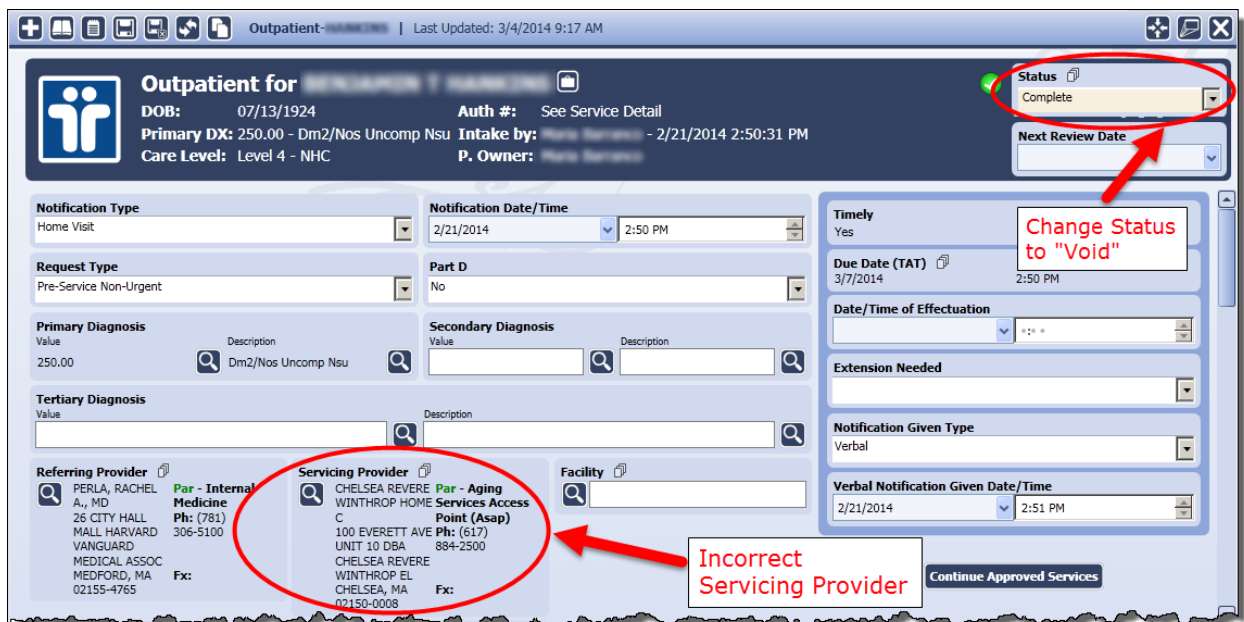 Outpatient- | Last Updated: 3/4/2014 9:17 AM
Outpatient for
DOB: 07/13/1924 Auth #: See Service Detail
Primary DX: 250.00 - Dm2/Nos Uncomp Nsu Intake by: - 2/21/2014 2:50:31 PM
Care Level: Level 4 - NHC P. Owner:
Status
Complete
Next Review Date
Notification Type
Home Visit
Notification Date/Time
2/21/2014 2:50 PM
Request Type
Pre-Service Non-Urgent
Part D
No
Primary Diagnosis
Value Description
250.00 Dm2/Nos Uncomp Nsu
Secondary Diagnosis
Value Description
Tertiary Diagnosis
Value Description
Referring Provider
PERLA, RACHEL
A., MD
26 CITY HALL
MALL HARVARD
VANGUARD
MEDICAL ASSOC
MEDFORD, MA
02155-4765
Par - Internal
Medicine
Ph: (781)
306-5100
Fx:
Servicing Provider
CHELSEA REVERE
WINTHROP HOME
C
100 EVERETT AVE
UNIT 10 DBA
CHELSEA REVERE
WINTHROP EL
CHELSEA, MA
02150-0008
Par - Aging
Services Access
Point (Asap)
Ph: (617)
884-2500
Fx:
Facility
Timely
Yes
Due Date (TAT)
3/7/2014 2:50 PM
Date/Time of Effectuation
Extension Needed
Notification Given Type
Verbal
Verbal Notification Given Date/Time
2/21/2014 2:51 PM
Continue Approved Services
Change Status
to "Void"
Incorrect
Servicing Provider